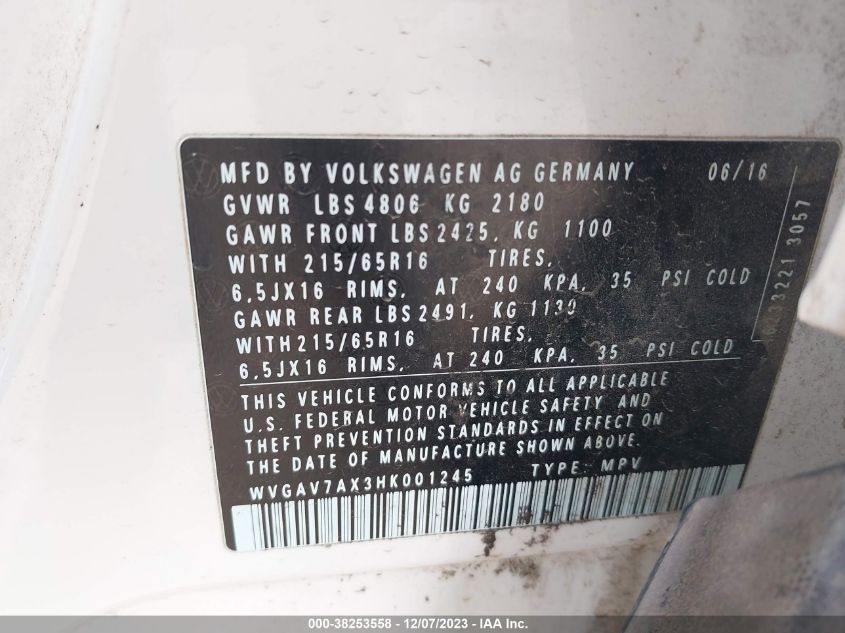 MFD BY VOLKSWAGEN AG GERMANY 06/16
GVWR LBS 4806 KG 2180
GAWR FRONT LBS 2425, KG 1100
WITH 215/65R16 TIRES,
6,5JX16 RIMS, AT 240 KPA, 35 PSI COLD
GAWR REAR LBS 2491, KG 1130
WITH 215/65R16 TIRES,
6,5JX16 RIMS, AT 240 KPA, 35 PSI COLD
THIS VEHICLE CONFORMS TO ALL APPLICABLE
U.S. FEDERAL MOTOR VEHICLE SAFETY AND
THEFT PREVENTION STANDARDS IN EFFECT ON
THE DATE OF MANUFACTURE SHOWN ABOVE.
WVGAV7AX3HK001245 TYPE: MPV
3057
000-38253558 - 12/07/2023 - IAA Inc.